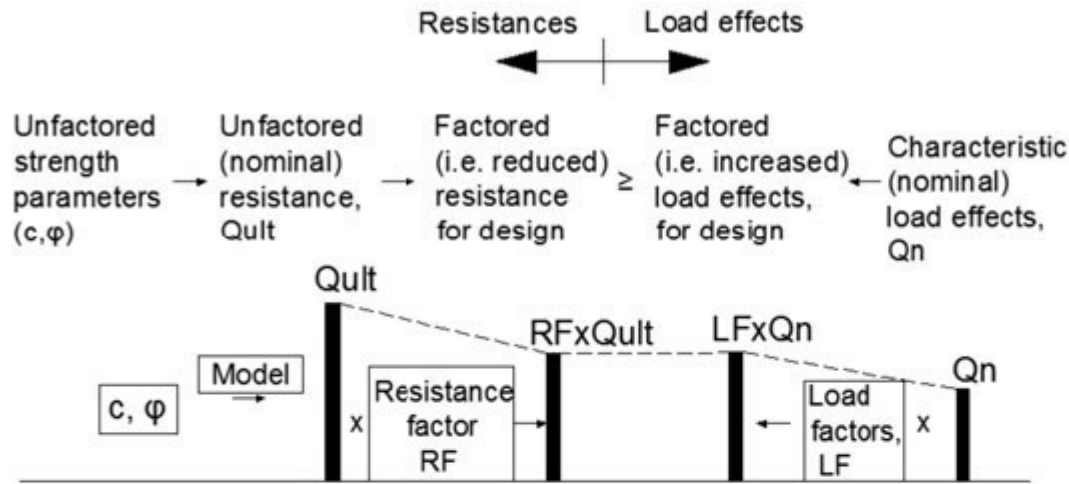 Resistances
Load effects
Unfactored
strength
parameters
(c,φ)
Unfactored
(nominal)
resistance,
Qult
Factored
(i.e. reduced)
resistance
for design
≥
Factored
(i.e. increased)
load effects,
for design
Characteristic
(nominal)
load effects,
Qn
Qult
RFxQult
LFxQn
Qn
c, φ
Model
x
Resistance
factor
RF
Load
factors,
LF
x